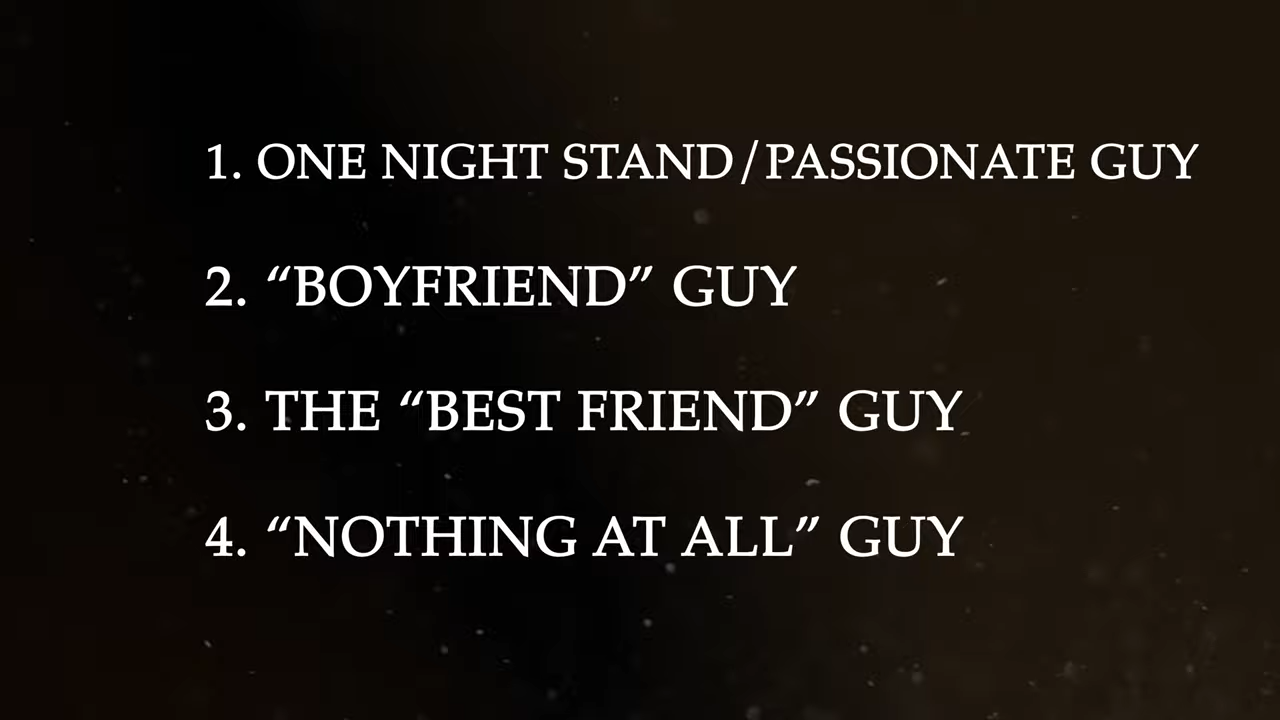 1. ONE NIGHT STAND/PASSIONATE GUY
2. “BOYFRIEND” GUY
3. THE “BEST FRIEND” GUY
4. “NOTHING AT ALL” GUY